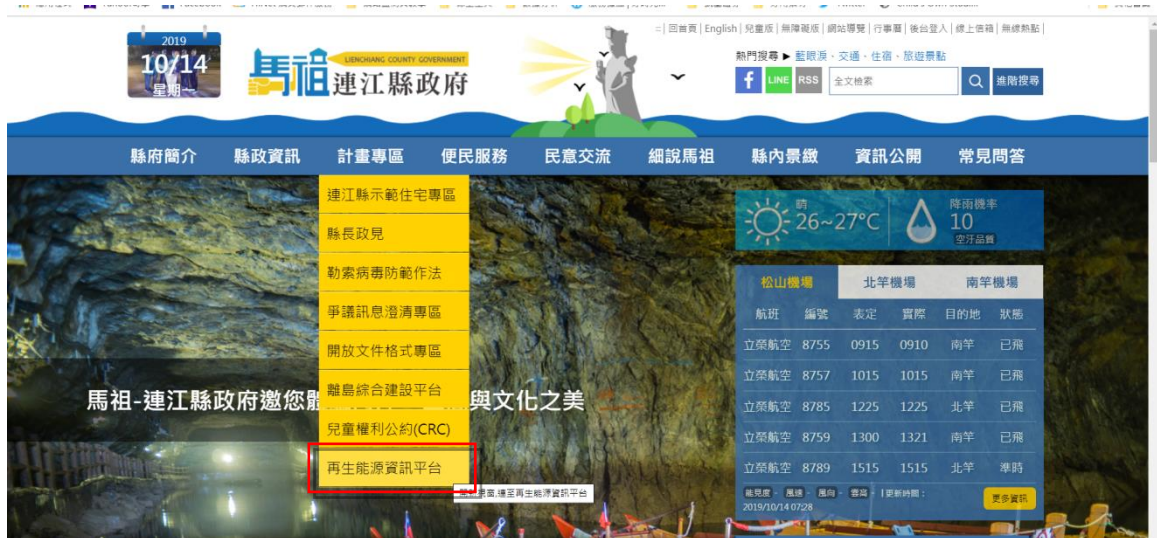 回首頁 | English | 兒童版 | 無障礙版 | 網站導覽 | 行事曆 | 後台登入 | 線上信箱 | 無線熱點 |
2019
10/14
星期一
馬祖
LIENCHIANG COUNTY GOVERNMENT
連江縣政府
熱門搜尋 ▶ 藍眼淚、交通、住宿、旅遊景點
f LINE RSS 全文檢索 進階搜尋
縣府簡介 縣政資訊 計畫專區 便民服務 民意交流 細說馬祖 縣內景緻 資訊公開 常見問答
連江縣示範住宅專區
縣長政見
勒索病毒防範作法
爭議訊息澄清專區
開放文件格式專區
離島綜合建設平台
兒童權利公約(CRC)
再生能源資訊平台
至再生能源資訊平台
馬祖-連江縣政府邀您
與文化之美
晴
26~27°C
降雨機率
10
空汙品質
松山機場 北竿機場 南竿機場
航班 編號 表定 實際 目的地 狀態
立榮航空 8755 0915 0910 南竿 已飛
立榮航空 8757 1015 1015 南竿 已飛
立榮航空 8785 1225 1225 北竿 已飛
立榮航空 8759 1300 1321 南竿 已飛
立榮航空 8789 1515 1515 北竿 準時
能見度 - 風速 - 風向 - 雲高 - | 更新時間：
2019/10/14 07:28
更多資訊